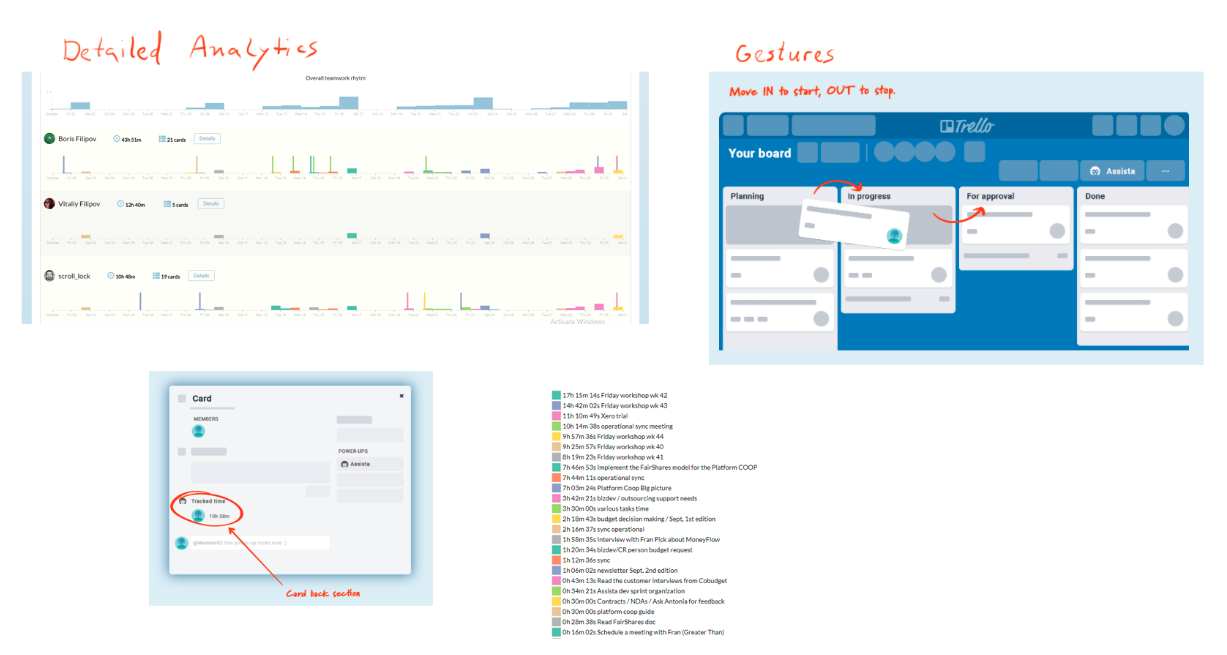 Detailed Analytics
Overall teamwork rhytm
Boris Filipov 43h 51m 21 cards Details
Vitaliy Filipov 12h 40m 5 cards Details
scroll_lock 10h 48m 19 cards Details
Activate Windows
Gestures
Move IN to start, OUT to stop.
Trello
Your board
Assista ...
Planning In progress For approval Done
Card
MEMBERS
POWER-UPS
Assista
Tracked time
19h 38m
Card back section
17h 15m 14s Friday workshop wk 42
14h 42m 02s Friday workshop wk 43
11h 10m 49s Xero trial
10h 14m 38s operational sync meeting
9h 57m 36s Friday workshop wk 44
9h 25m 57s Friday workshop wk 40
8h 19m 23s Friday workshop wk 41
7h 46m 53s Implement the FairShares model for the Platform COOP
7h 44m 11s operational sync
7h 03m 24s Platform Coop Big picture
3h 42m 21s bizdev / outsourcing support needs
3h 30m 00s various tasks time
2h 18m 43s budget decision making / Sept, 1st edition
2h 16m 37s sync operational
1h 58m 35s Interview with Fran Pick about MoneyFlow
1h 20m 34s bizdev/CR person budget request
1h 12m 36s sync
1h 06m 02s newsletter Sept, 2nd edition
0h 43m 13s Read the customer interviews from Cobudget
0h 34m 21s Assista dev sprint organization
0h 30m 00s Contracts / NDAs / Ask Antonia for feedback
0h 30m 00s platform coop guide
0h 28m 38s Read FairShares doc
0h 16m 02s Schedule a meeting with Fran (Greater Than)